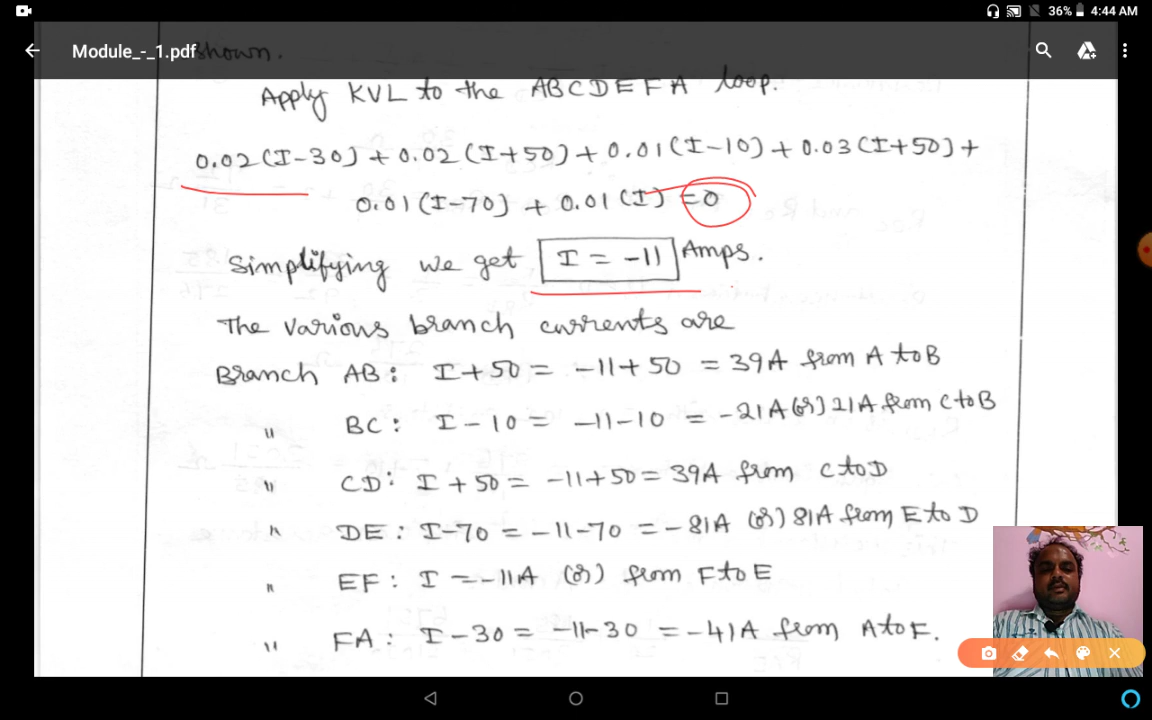 36% 4:44 AM
Module_-_1.pdf
shown.
Apply KVL to the ABCDEFA loop.
0.02(I-30) + 0.02(I+50) + 0.01(I-10) + 0.03(I+50) +
0.01(I-70) + 0.01(I) = 0
Simplifying we get I = -11 Amps.
The various branch currents are
Branch AB: I+50 = -11+50 = 39A from A to B
" BC: I-10 = -11-10 = -21A (or) 21A from C to B
" CD: I+50 = -11+50 = 39A from C to D
" DE: I-70 = -11-70 = -81A (or) 81A from E to D
" EF: I = -11A (or) from F to E
" FA: I-30 = -11-30 = -41A from A to F.